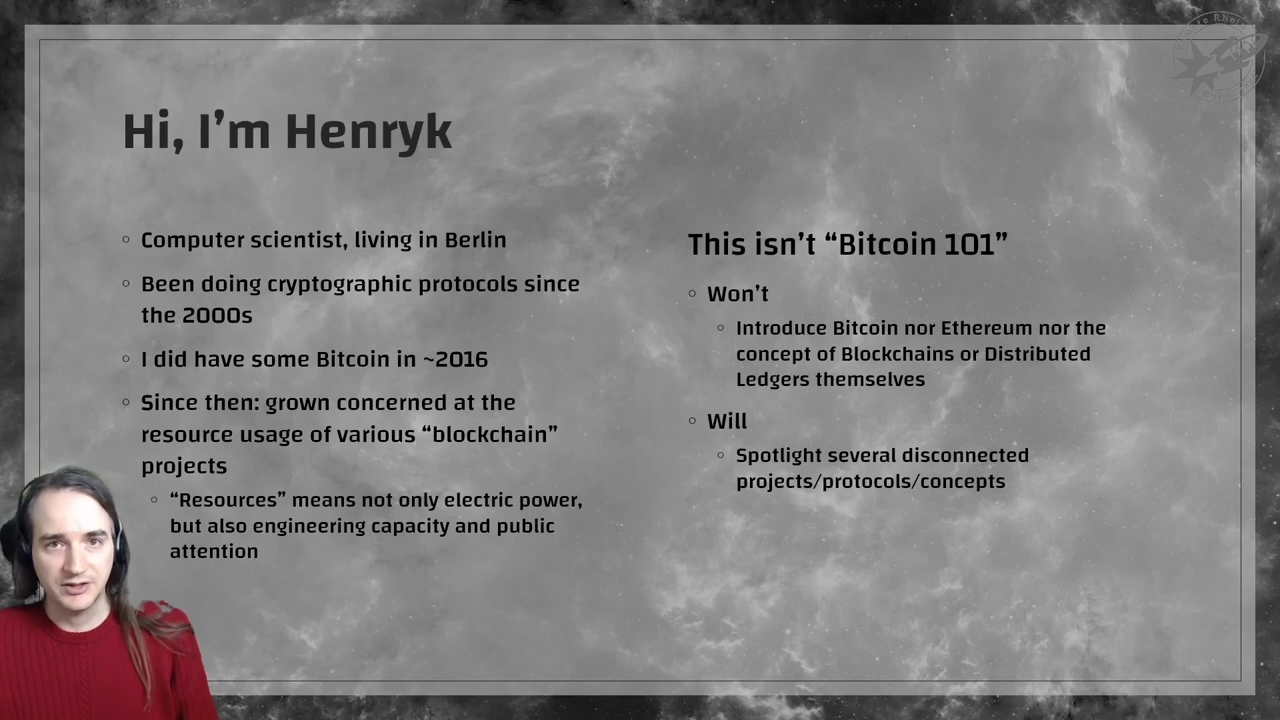 Hi, I’m Henryk
Computer scientist, living in Berlin
Been doing cryptographic protocols since
the 2000s
I did have some Bitcoin in ~2016
Since then: grown concerned at the
resource usage of various “blockchain”
projects
“Resources” means not only electric power,
but also engineering capacity and public
attention
This isn’t “Bitcoin 101”
Won’t
Introduce Bitcoin nor Ethereum nor the
concept of Blockchains or Distributed
Ledgers themselves
Will
Spotlight several disconnected
projects/protocols/concepts